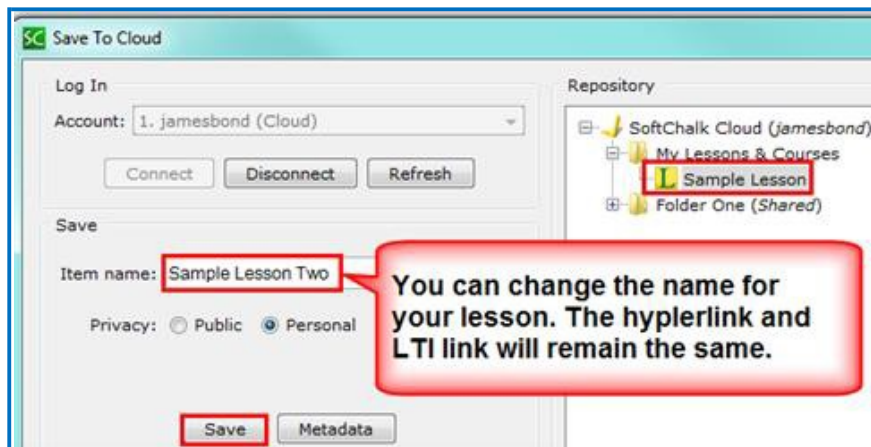 SC Save To Cloud
Log In
Account: 1. jamesbond (Cloud)
Connect Disconnect Refresh
Save
Item name: Sample Lesson Two
Privacy: Public Personal
Save Metadata
Repository
SoftChalk Cloud (jamesbond)
My Lessons & Courses
L Sample Lesson
Folder One (Shared)
You can change the name for
your lesson. The hyplerlink and
LTI link will remain the same.